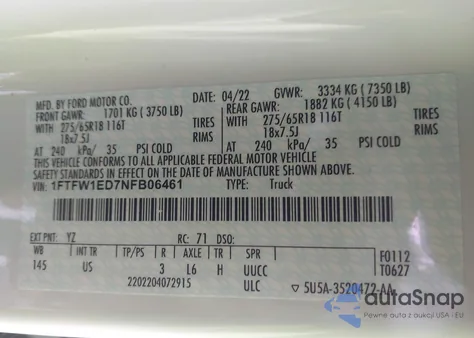 MFD. BY FORD MOTOR CO. DATE: 04/22 GVWR: 3334 KG ( 7350 LB)
FRONT GAWR: 1701 KG ( 3750 LB) REAR GAWR: 1882 KG ( 4150 LB)
WITH 275/65R18 116T TIRES WITH 275/65R18 116T TIRES
18x7.5J RIMS 18x7.5J RIMS
AT 240 kPa/ 35 PSI COLD AT 240 kPa/ 35 PSI COLD
THIS VEHICLE CONFORMS TO ALL APPLICABLE FEDERAL MOTOR VEHICLE
SAFETY STANDARDS IN EFFECT ON THE DATE OF MANUFACTURE SHOWN ABOVE.
VIN: 1FTFW1ED7NFB06461 TYPE: Truck
EXT PNT: YZ RC: 71 DSO:
WB INT TR TP/PS R AXLE TR SPR F0112
145 US 3 L6 H UUCC T0627
2202204072915 ULC 5U5A-3520472-AA
autoSnap
Pewne auta z aukcji USA i EU